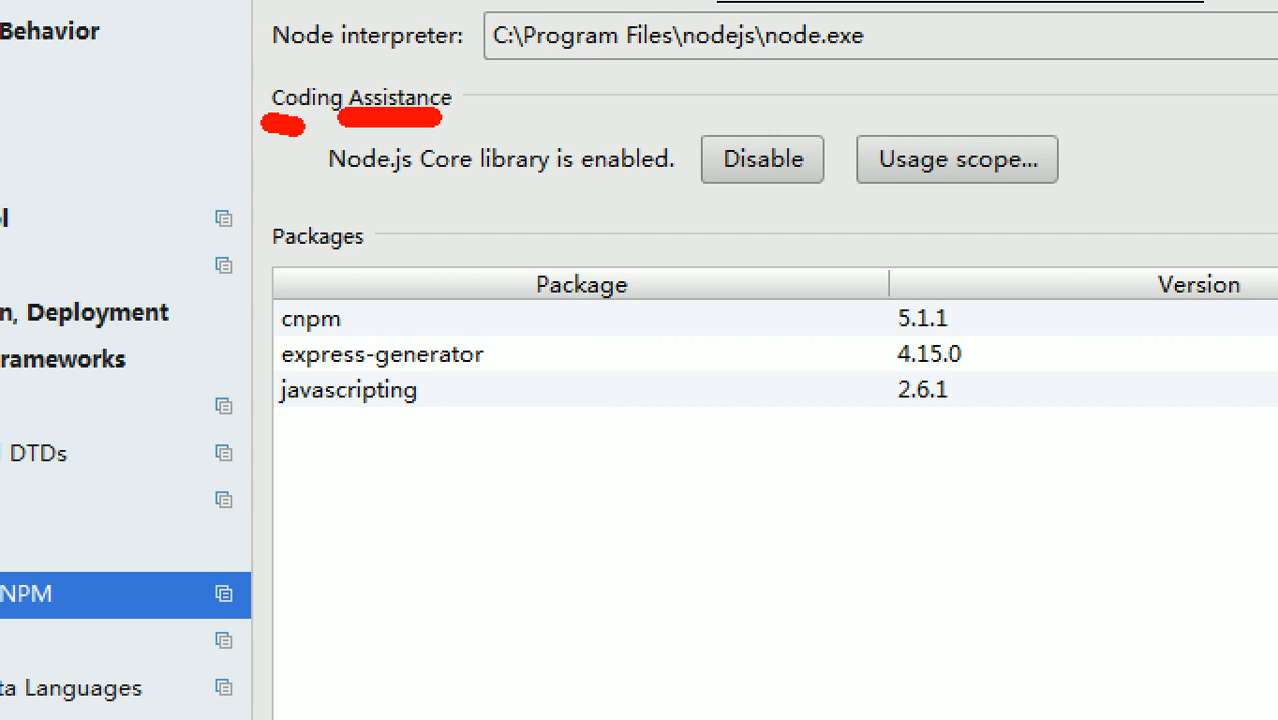 Behavior
Node interpreter: C:\Program Files\nodejs\node.exe
Coding Assistance
Node.js Core library is enabled. Disable Usage scope...
Packages
Package Version
n, Deployment
cnpm 5.1.1
rameworks
express-generator 4.15.0
javascripting 2.6.1
DTDs
NPM
ta Languages